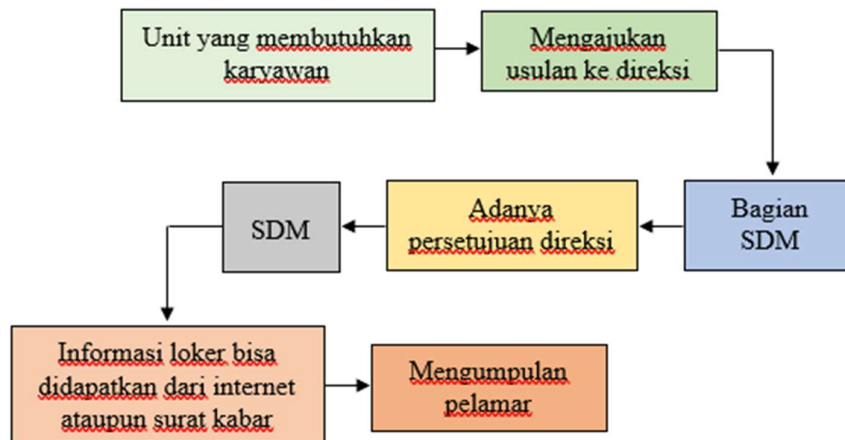 Unit yang membutuhkan
karyawan
Mengajukan
usulan ke direksi
Bagian
SDM
Adanya
persetujuan direksi
SDM
Informasi loker bisa
didapatkan dari internet
ataupun surat kabar
Mengumpulan
pelamar